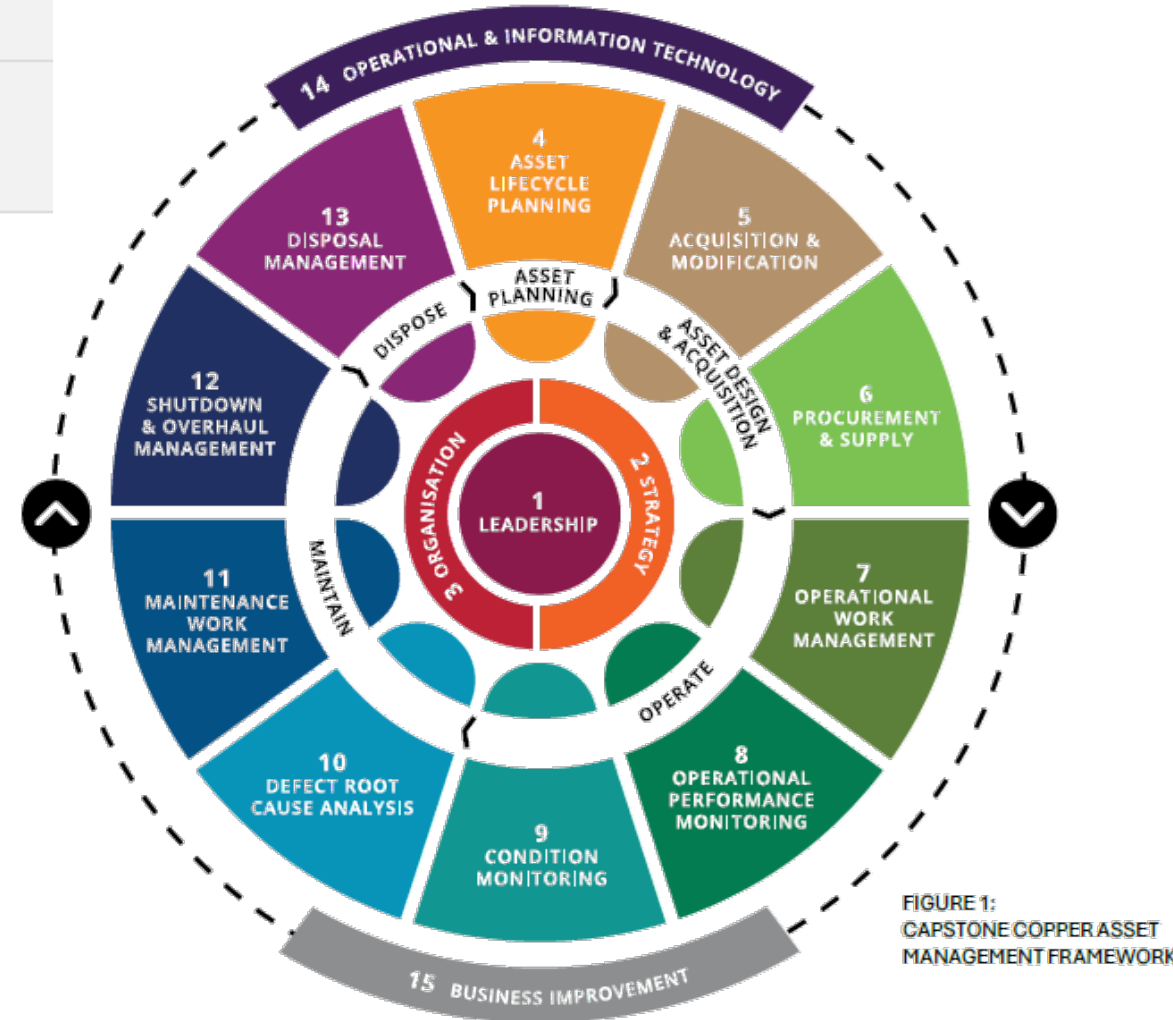 14 OPERATIONAL & INFORMATION TECHNOLOGY
4
ASSET
LIFECYCLE
PLANNING
5
ACQUISITION &
MODIFICATION
6
PROCUREMENT
& SUPPLY
7
OPERATIONAL
WORK
MANAGEMENT
8
OPERATIONAL
PERFORMANCE
MONITORING
9
CONDITION
MONITORING
10
DEFECT ROOT
CAUSE ANALYSIS
11
MAINTENANCE
WORK
MANAGEMENT
12
SHUTDOWN
& OVERHAUL
MANAGEMENT
13
DISPOSAL
MANAGEMENT
ASSET
PLANNING
ASSET DESIGN
& ACQUISITION
OPERATE
MAINTAIN
DISPOSE
1
LEADERSHIP
2 STRATEGY
3 ORGANISATION
15 BUSINESS IMPROVEMENT
FIGURE 1:
CAPSTONE COPPER ASSET
MANAGEMENT FRAMEWORK